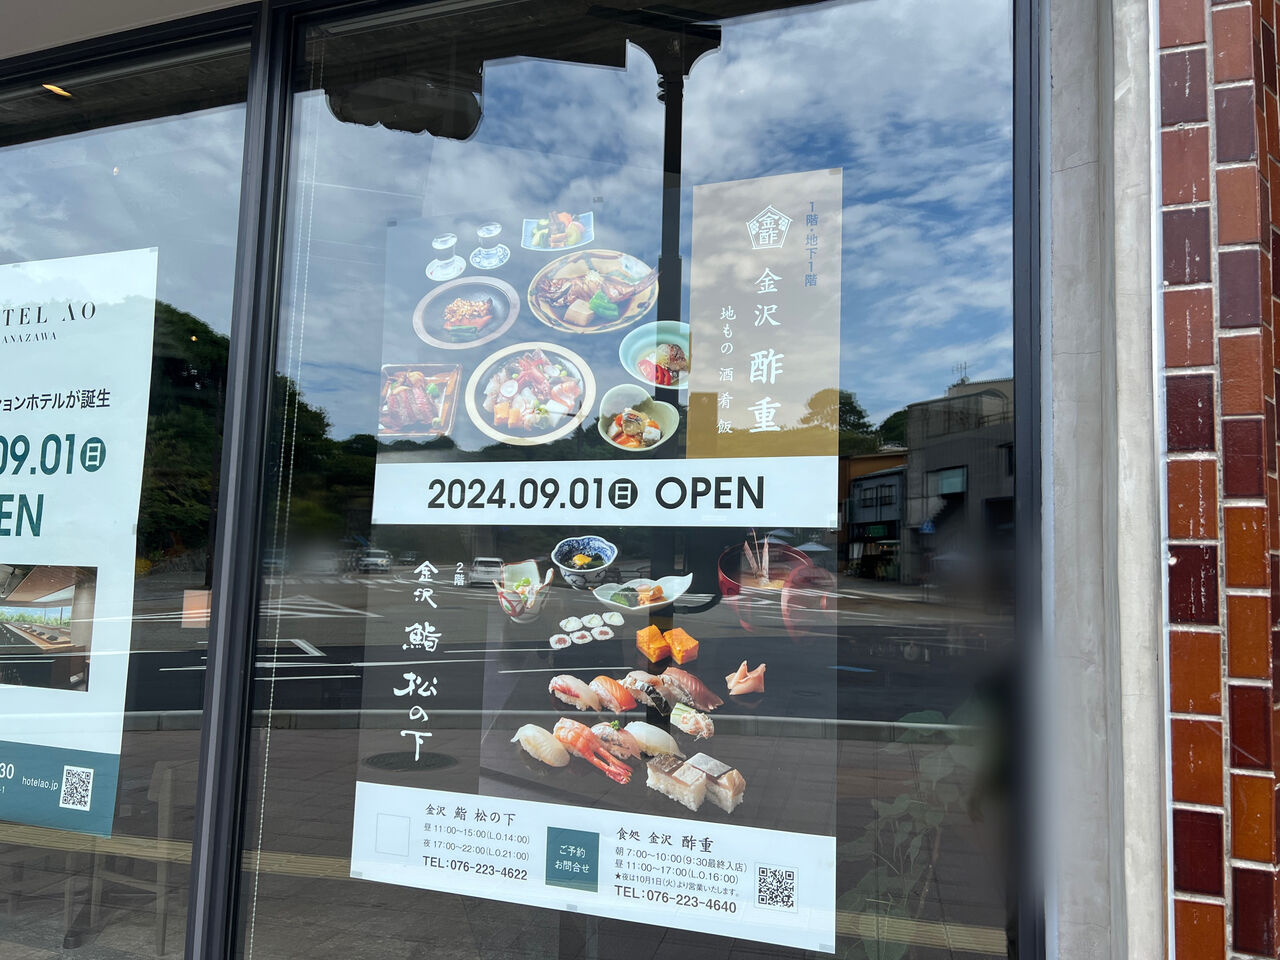 TEL AO
ANAZAWA
ションホテルが誕生
09.01日
EN
30
hotelao.jp
-1
1階・地下1階
金酢
金沢 酢重
地もの 酒 肴 飯
2024.09.01日 OPEN
2階
金沢 鮨 松の下
金沢 鮨 松の下
昼 11:00〜15:00(L.O.14:00)
夜 17:00〜22:00(L.O.21:00)
TEL:076-223-4622
ご予約
お問合せ
食処 金沢 酢重
朝 7:00〜10:00(9:30最終入店)
昼 11:00〜17:00(L.O.16:00)
★夜は10月1日(火)より営業いたします。
TEL:076-223-4640